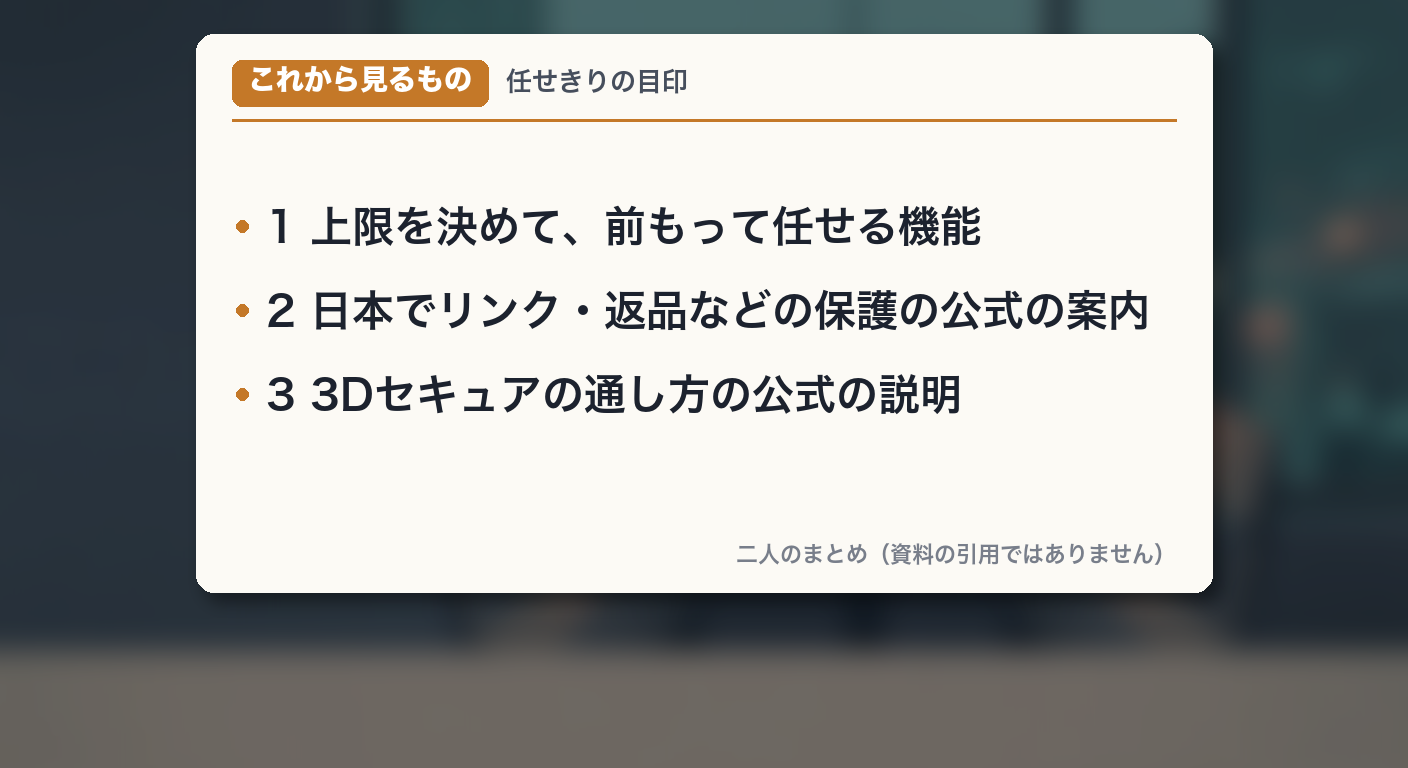 これから見るもの 任せきりの目印
• 1 上限を決めて、前もって任せる機能
• 2 日本でリンク・返品などの保護の公式の案内
• 3 3Dセキュアの通し方の公式の説明
二人のまとめ（資料の引用ではありません）